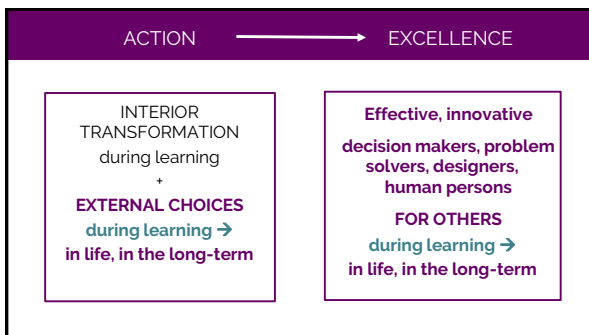 ACTION → EXCELLENCE
INTERIOR
TRANSFORMATION
during learning
+
EXTERNAL CHOICES
during learning →
in life, in the long-term
Effective, innovative
decision makers, problem
solvers, designers,
human persons
FOR OTHERS
during learning →
in life, in the long-term